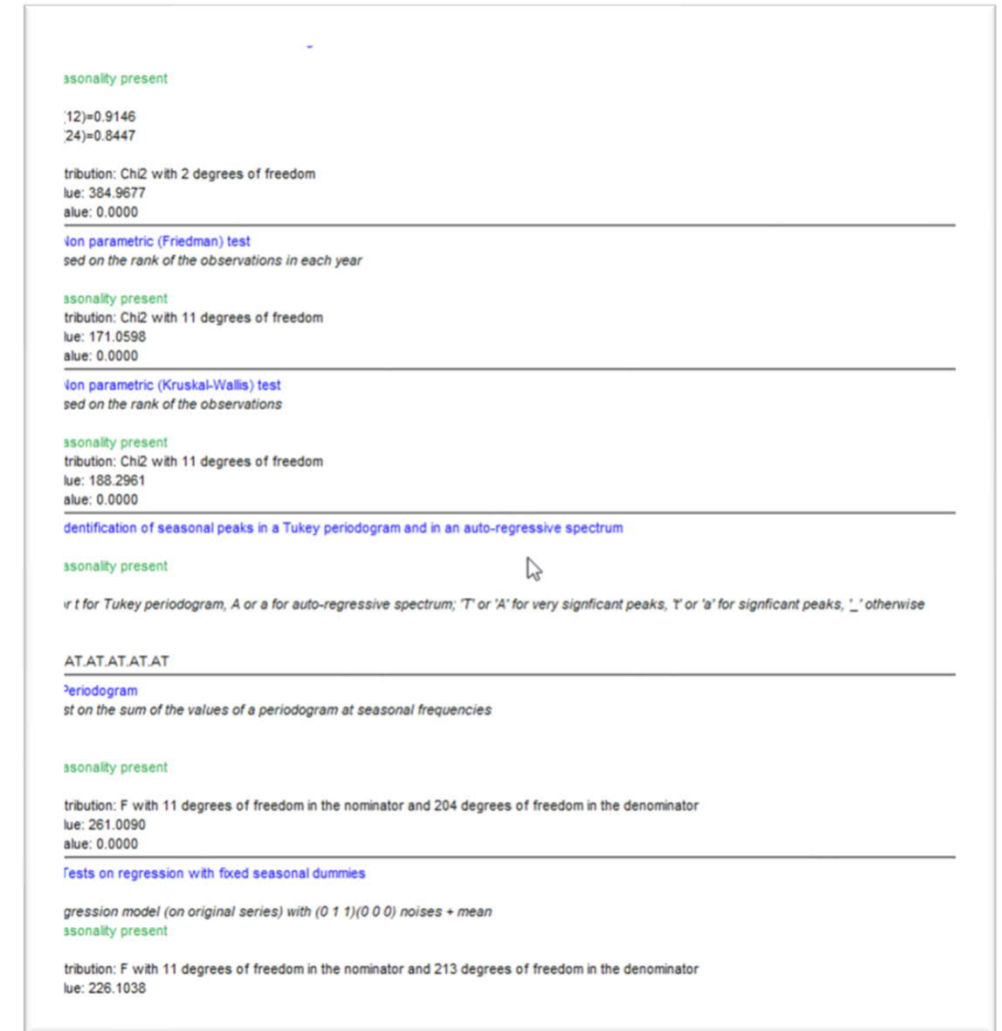 asonality present
(12)=0.9146
(24)=0.8447
tribution: Chi2 with 2 degrees of freedom
lue: 384.9677
alue: 0.0000
Non parametric (Friedman) test
sed on the rank of the observations in each year
asonality present
tribution: Chi2 with 11 degrees of freedom
lue: 171.0598
alue: 0.0000
Non parametric (Kruskal-Wallis) test
sed on the rank of the observations
asonality present
tribution: Chi2 with 11 degrees of freedom
lue: 188.2961
alue: 0.0000
dentification of seasonal peaks in a Tukey periodogram and in an auto-regressive spectrum
asonality present
r t for Tukey periodogram, A or a for auto-regressive spectrum; 'T' or 'A' for very signficant peaks, 't' or 'a' for signficant peaks, '_' otherwise
AT.AT.AT.AT.AT
Periodogram
st on the sum of the values of a periodogram at seasonal frequencies
asonality present
tribution: F with 11 degrees of freedom in the nominator and 204 degrees of freedom in the denominator
lue: 261.0090
alue: 0.0000
Tests on regression with fixed seasonal dummies
gression model (on original series) with (0 1 1)(0 0 0) noises + mean
asonality present
tribution: F with 11 degrees of freedom in the nominator and 213 degrees of freedom in the denominator
lue: 226.1038